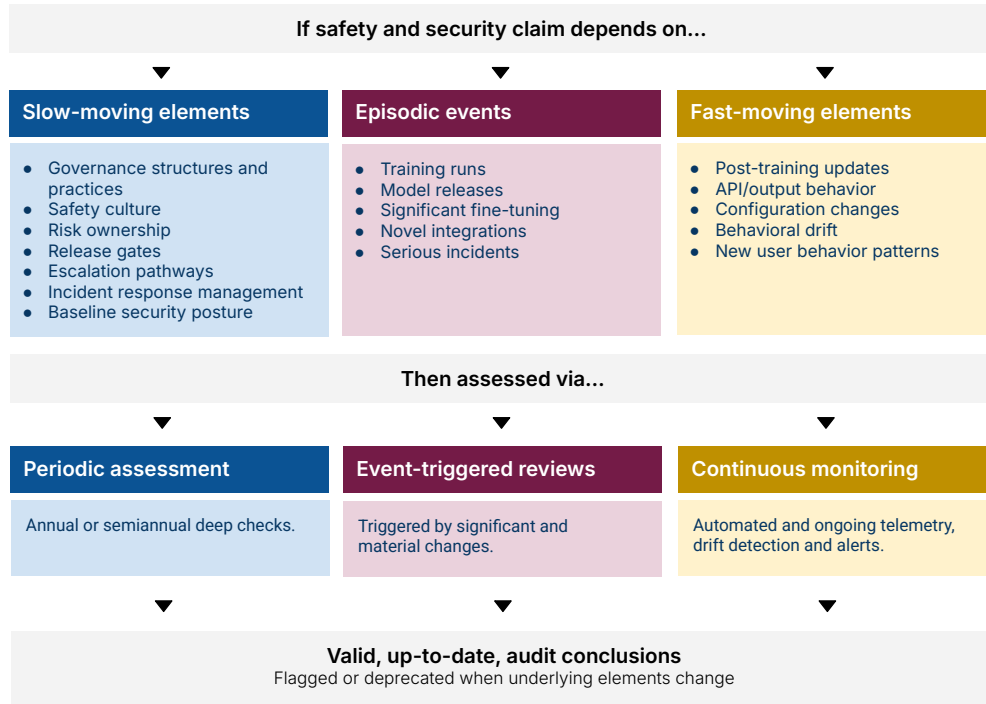 If safety and security claim depends on...
Slow-moving elements
● Governance structures and
practices
● Safety culture
● Risk ownership
● Release gates
● Escalation pathways
● Incident response management
● Baseline security posture
Episodic events
● Training runs
● Model releases
● Significant fine-tuning
● Novel integrations
● Serious incidents
Fast-moving elements
● Post-training updates
● API/output behavior
● Configuration changes
● Behavioral drift
● New user behavior patterns
Then assessed via...
Periodic assessment
Annual or semiannual deep checks.
Event-triggered reviews
Triggered by significant and
material changes.
Continuous monitoring
Automated and ongoing telemetry,
drift detection and alerts.
Valid, up-to-date, audit conclusions
Flagged or deprecated when underlying elements change